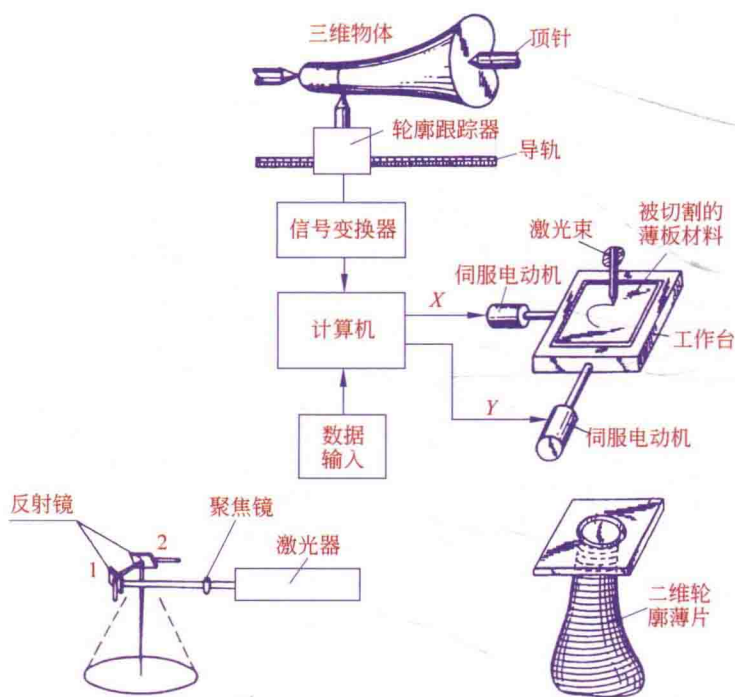 三维物体
顶针
轮廓跟踪器
导轨
信号变换器
激光束
被切割的
薄板材料
伺服电动机
X
计算机
工作台
Y
数据
输入
伺服电动机
反射镜
聚焦镜
2
激光器
1
二维轮
廓薄片